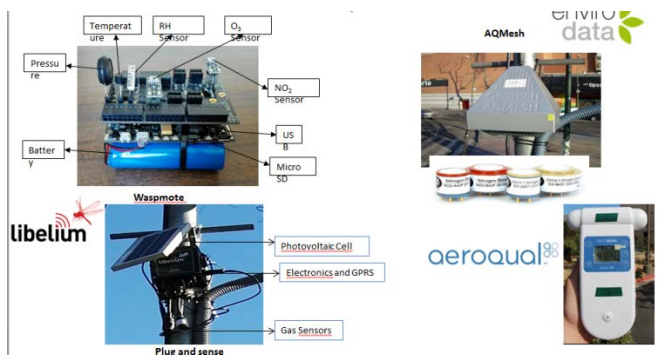 Temperat
ure
RH
Sensor
O₃
Sensor
Pressu
re
NO₂
Sensor
US
B
Batter
y
Micro
SD
Waspmote
libelium
Photovoltaic Cell
Electronics and GPRS
Gas Sensors
Plug and sense
enviro
data
AQMesh
AQMESH
aeroqual